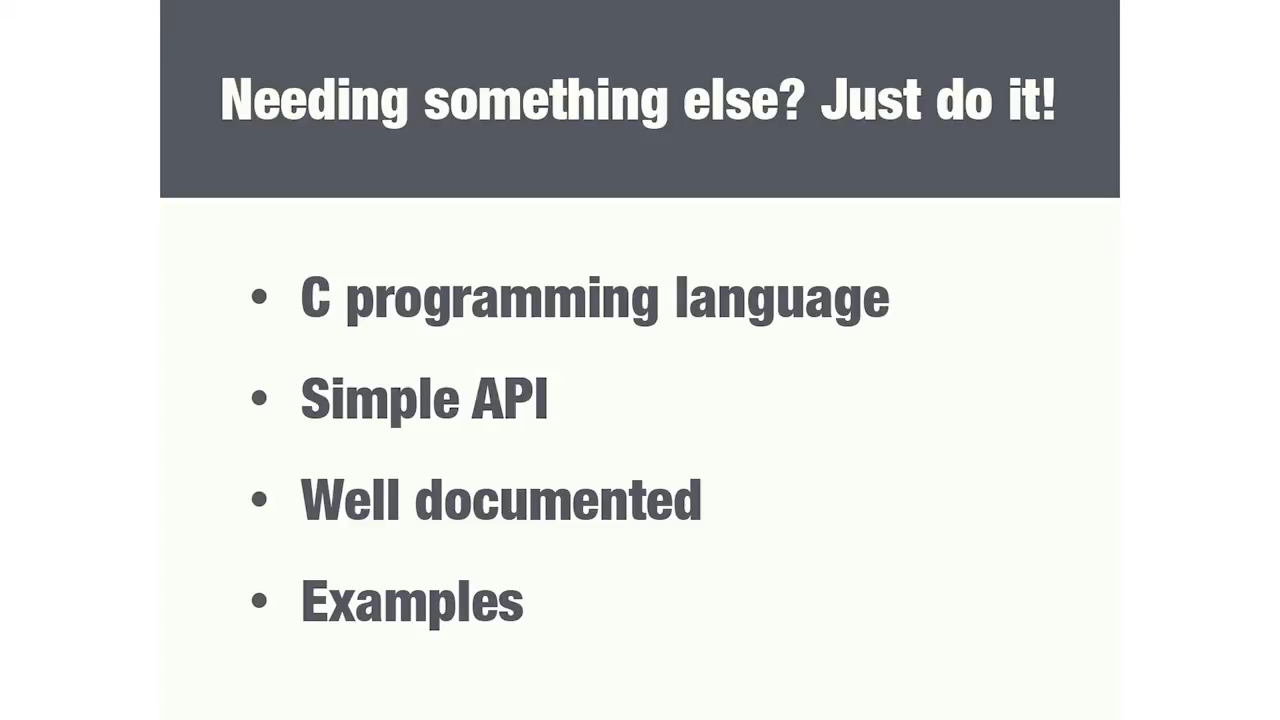 Needing something else? Just do it!
• C programming language
• Simple API
• Well documented
• Examples